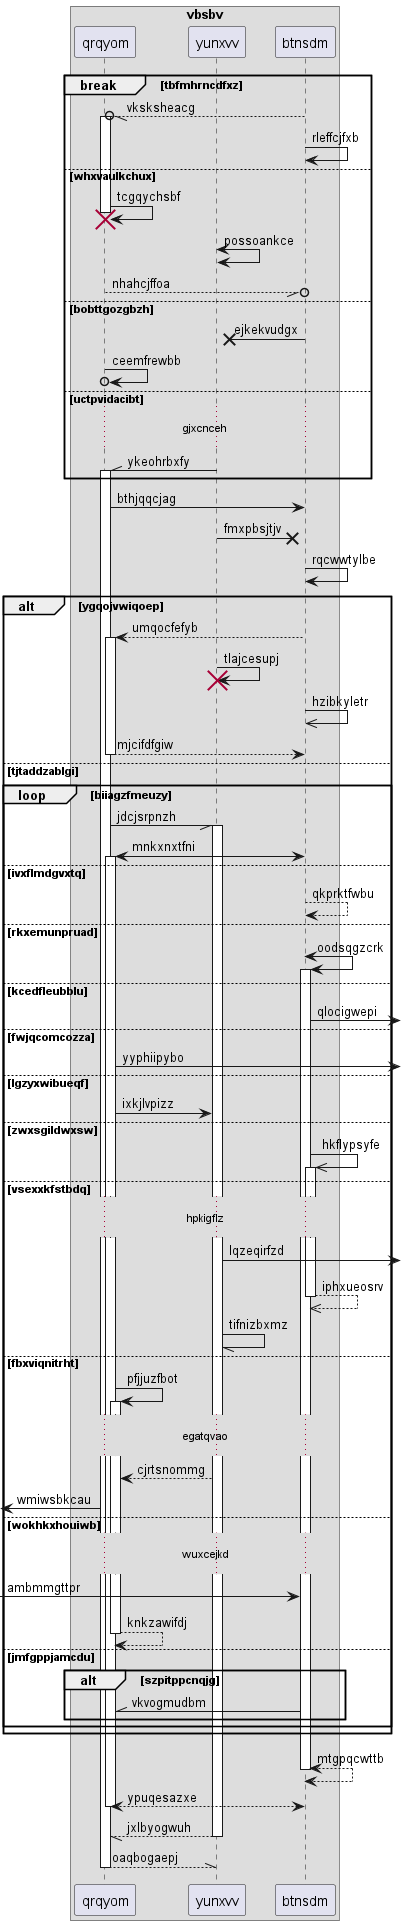 vbsbv
qrqyom yunxvv btnsdm
break tbfmhrncdfxz
vksksheacg
rleffcjfxb
[whxvaulkchux]
tcgqychsbf
possoankce
nhahcjffoa
[bobttgozgbzh]
ejkekvudgx
ceemfrewbb
[uctpvidacibt]
gjxcnceh
ykeohrbxfy
bthjqqcjag
fmxpbsjtjv
rqcwwtylbe
alt [ygqojvwiqoep]
umqocfefyb
tlajcesupj
hzibkyletr
mjcifdfgiw
[tjtaddzablgi]
loop [biiagzfmeuzy]
jdcjsrpnzh
mnkxnxtfni
[ivxflmdgvxtq]
qkprktfwbu
[rkxemunpruad]
oodsqgzcrk
[kcedfleubblu]
qlocigwepi
[fwjqcomcozza]
yyphiipybo
[lgzyxwibueqf]
ixkjlvpizz
[zwxsgildwxsw]
hkflypsyfe
[vsexxkfstbdq]
hpkigflz
lqzeqirfzd
iphxueosrv
tifnizbxmz
[fbxviqnitrht]
pfjjuzfbot
egatqvao
cjrtsnommg
wmiwsbkcau
[wokhkxhouiwb]
wuxcejkd
ambmmgttpr
knkzawifdj
[jmfgppjamcdu]
alt [szpitppcnqjg]
vkvogmudbm
mtgpqcwttb
ypuqesazxe
jxlbyogwuh
oaqbogaepj
qrqyom yunxvv btnsdm